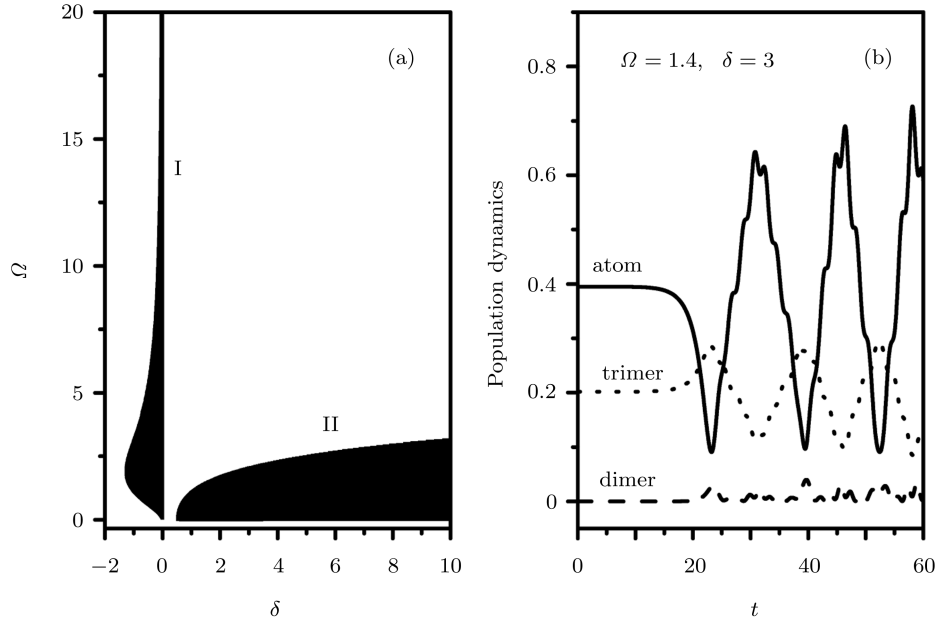 20
15
10
5
0
Ω
(a)
I
II
−2
0
2
4
6
8
10
δ
0.8
0.6
0.4
0.2
0
Population dynamics
Ω = 1.4, δ = 3
(b)
atom
trimer
dimer
0
20
40
60
t